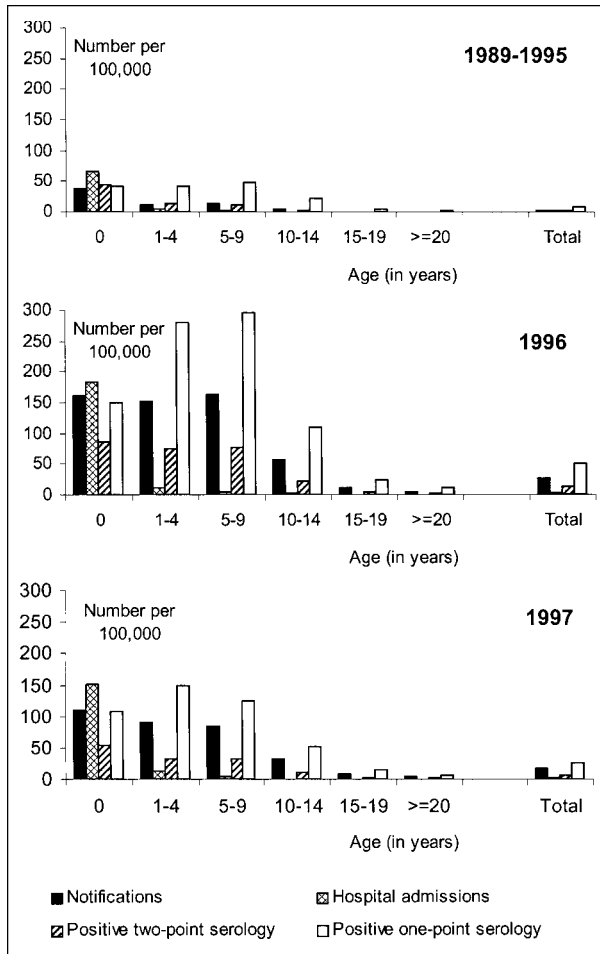 300
250
200
150
100
50
0
Number per
100,000
1989-1995
0 1-4 5-9 10-14 15-19 >=20 Total
Age (in years)
300
250
200
150
100
50
0
Number per
100,000
1996
0 1-4 5-9 10-14 15-19 >=20 Total
Age (in years)
300
250
200
150
100
50
0
Number per
100,000
1997
0 1-4 5-9 10-14 15-19 >=20 Total
Age (in years)
Notifications Hospital admissions
Positive two-point serology Positive one-point serology